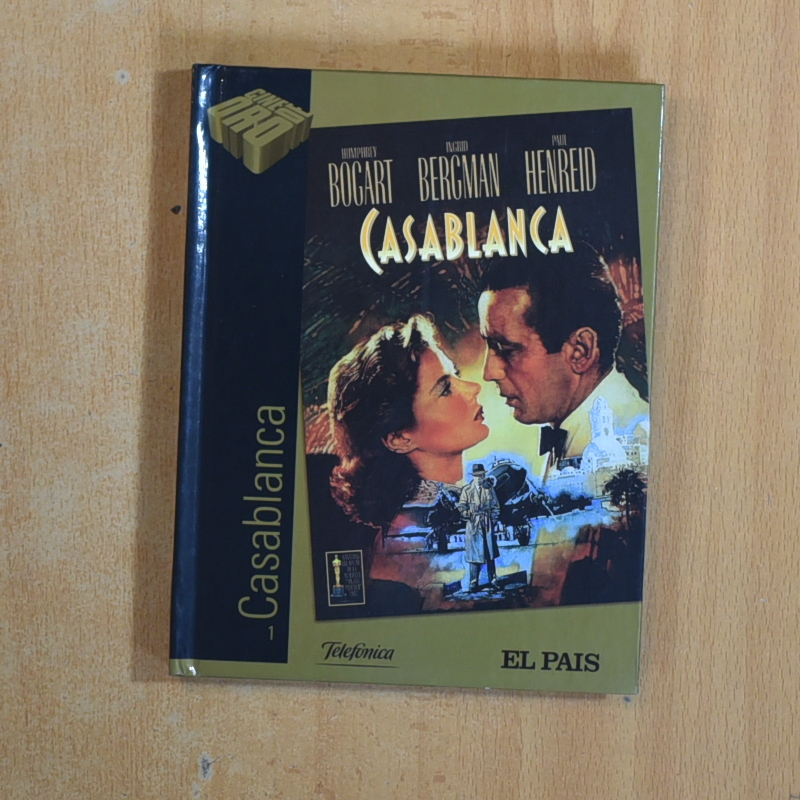 CINE DE
ORO
HUMPHREY
BOGART
INGRID
BERGMAN
PAUL
HENREID
CASABLANCA
1
Casablanca
Telefónica
EL PAIS